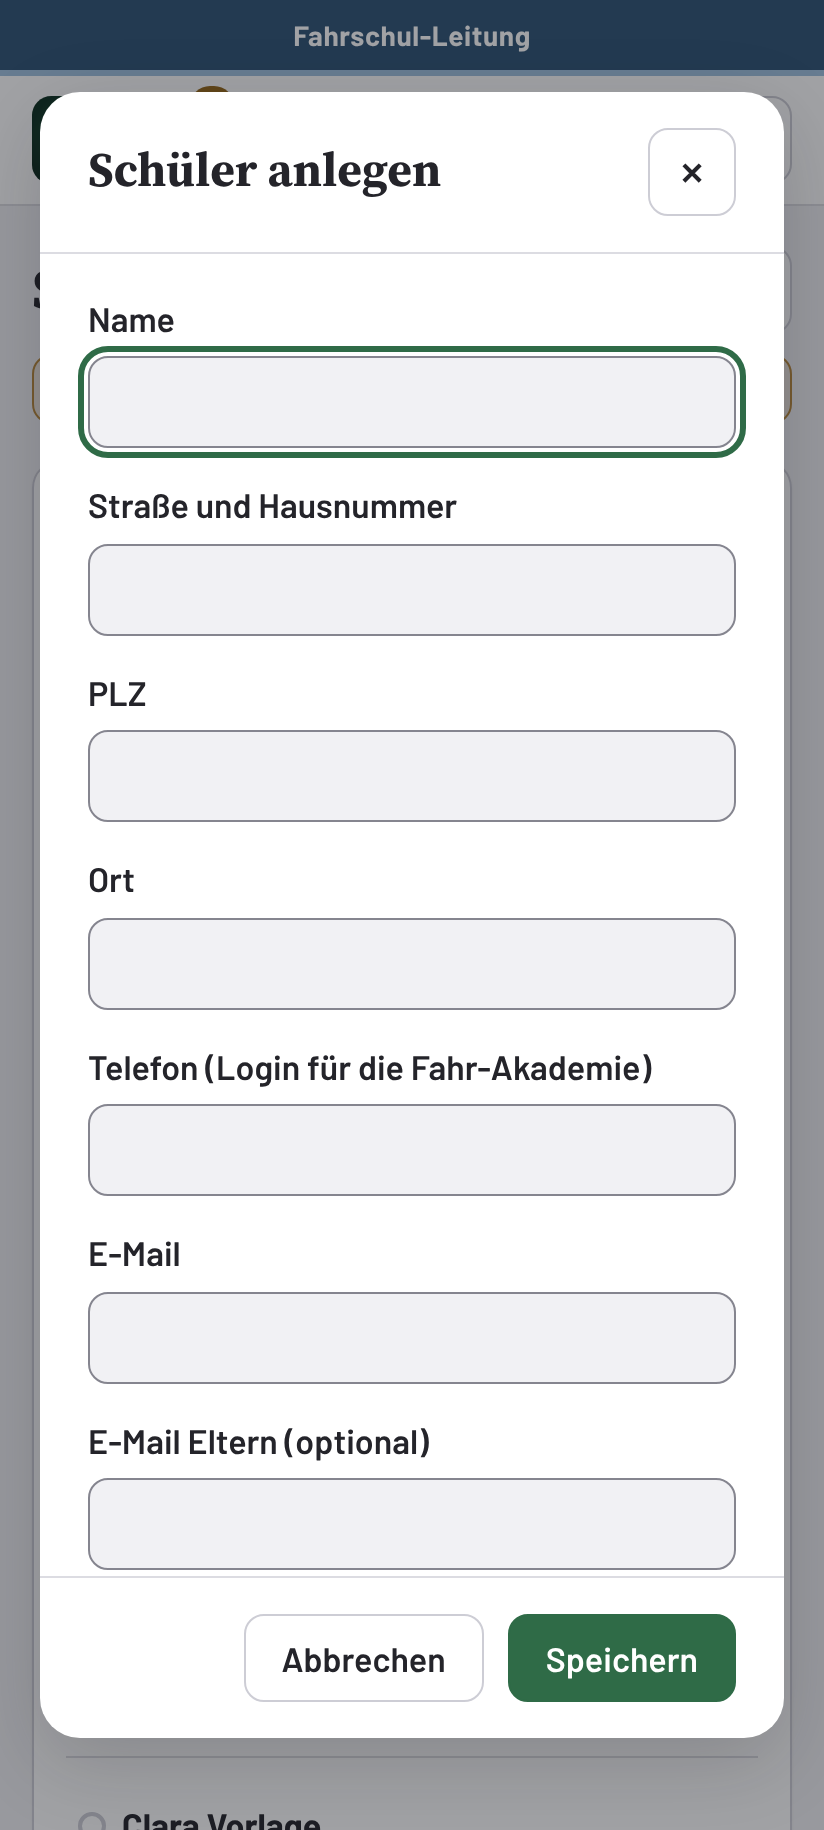 Fahrschul-Leitung
Schüler anlegen
×
Name
Straße und Hausnummer
PLZ
Ort
Telefon (Login für die Fahr-Akademie)
E-Mail
E-Mail Eltern (optional)
Abbrechen
Speichern
Clara Vorlage